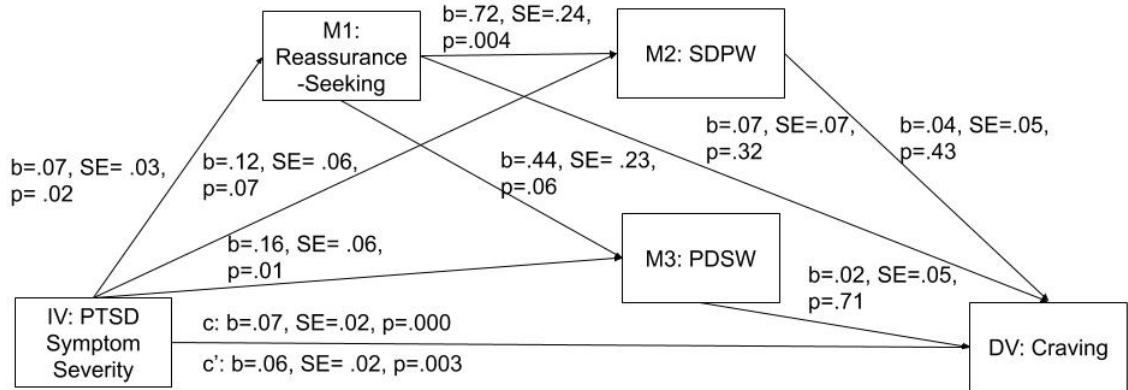 M1:
Reassurance
-Seeking
b=.72, SE=.24,
p=.004
M2: SDPW
b=.07, SE= .03,
p= .02
b=.12, SE= .06,
p=.07
b=.44, SE= .23,
p=.06
b=.07, SE=.07,
p=.32
b=.04, SE=.05,
p=.43
b=.16, SE= .06,
p=.01
M3: PDSW
b=.02, SE=.05,
p=.71
IV: PTSD
Symptom
Severity
c: b=.07, SE=.02, p=.000
c’: b=.06, SE= .02, p=.003
DV: Craving